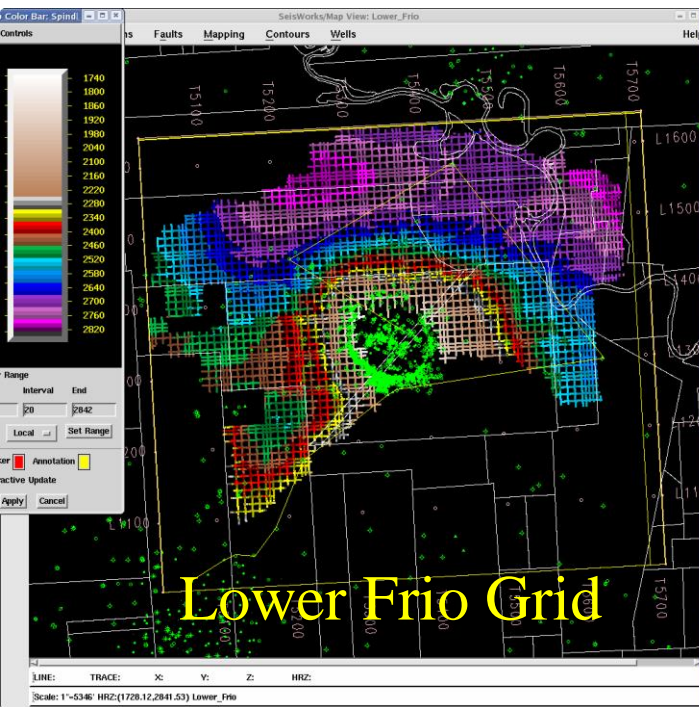 Color Bar: Spindl
SeisWorks/Map View: Lower_Frio
Controls
Faults Mapping Contours Wells Help
1740
1800
1860
1920
1980
2040
2100
2160
2220
2280
2340
2400
2460
2520
2580
2640
2700
2760
2820
T5100
T5200
T5400
T5600
T5700
L1600
Range
Interval End
20 2842
Local Set Range
Annotation
active Update
Apply Cancel
L1100
T5700
Lower Frio Grid
LINE: TRACE: X: Y: Z: HRZ:
Scale: 1"=5346' HRZ:(1728.12,2841.53) Lower_Frio